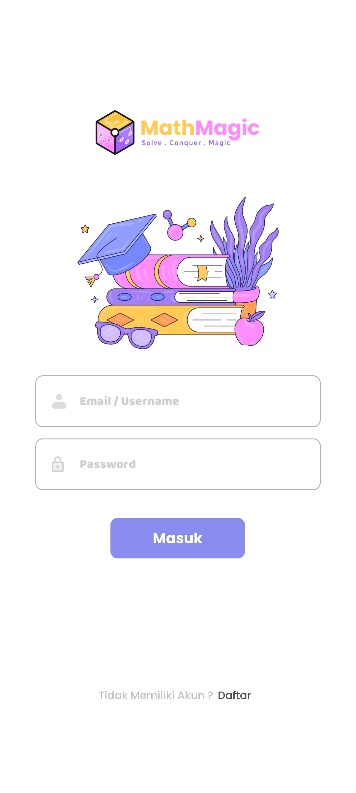 MathMagic
Solve . Conquer . Magic
Email / Username
Password
Masuk
Tidak Memiliki Akun ? Daftar